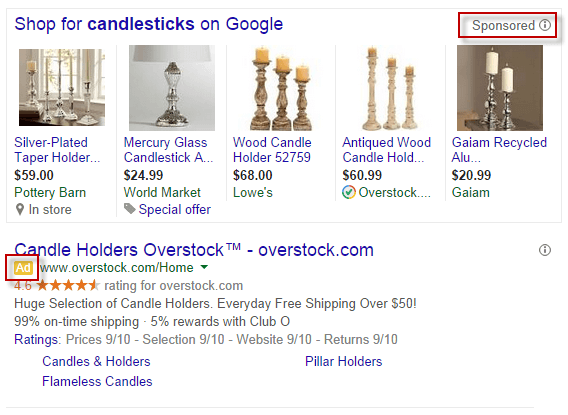 Shop for candlesticks on Google
Sponsored
Silver-Plated
Taper Holder...
$59.00
Pottery Barn
In store
Mercury Glass
Candlestick A...
$24.99
World Market
Special offer
Wood Candle
Holder 52759
$68.00
Lowe's
Antiqued Wood
Candle Hold...
$60.99
Overstock....
Gaiam Recycled
Alu...
$20.99
Gaiam
Candle Holders Overstock™ - overstock.com
Ad www.overstock.com/Home
4.6 rating for overstock.com
Huge Selection of Candle Holders. Everyday Free Shipping Over $50!
99% on-time shipping · 5% rewards with Club O
Ratings: Prices 9/10 - Selection 9/10 - Website 9/10 - Returns 9/10
Candles & Holders
Pillar Holders
Flameless Candles